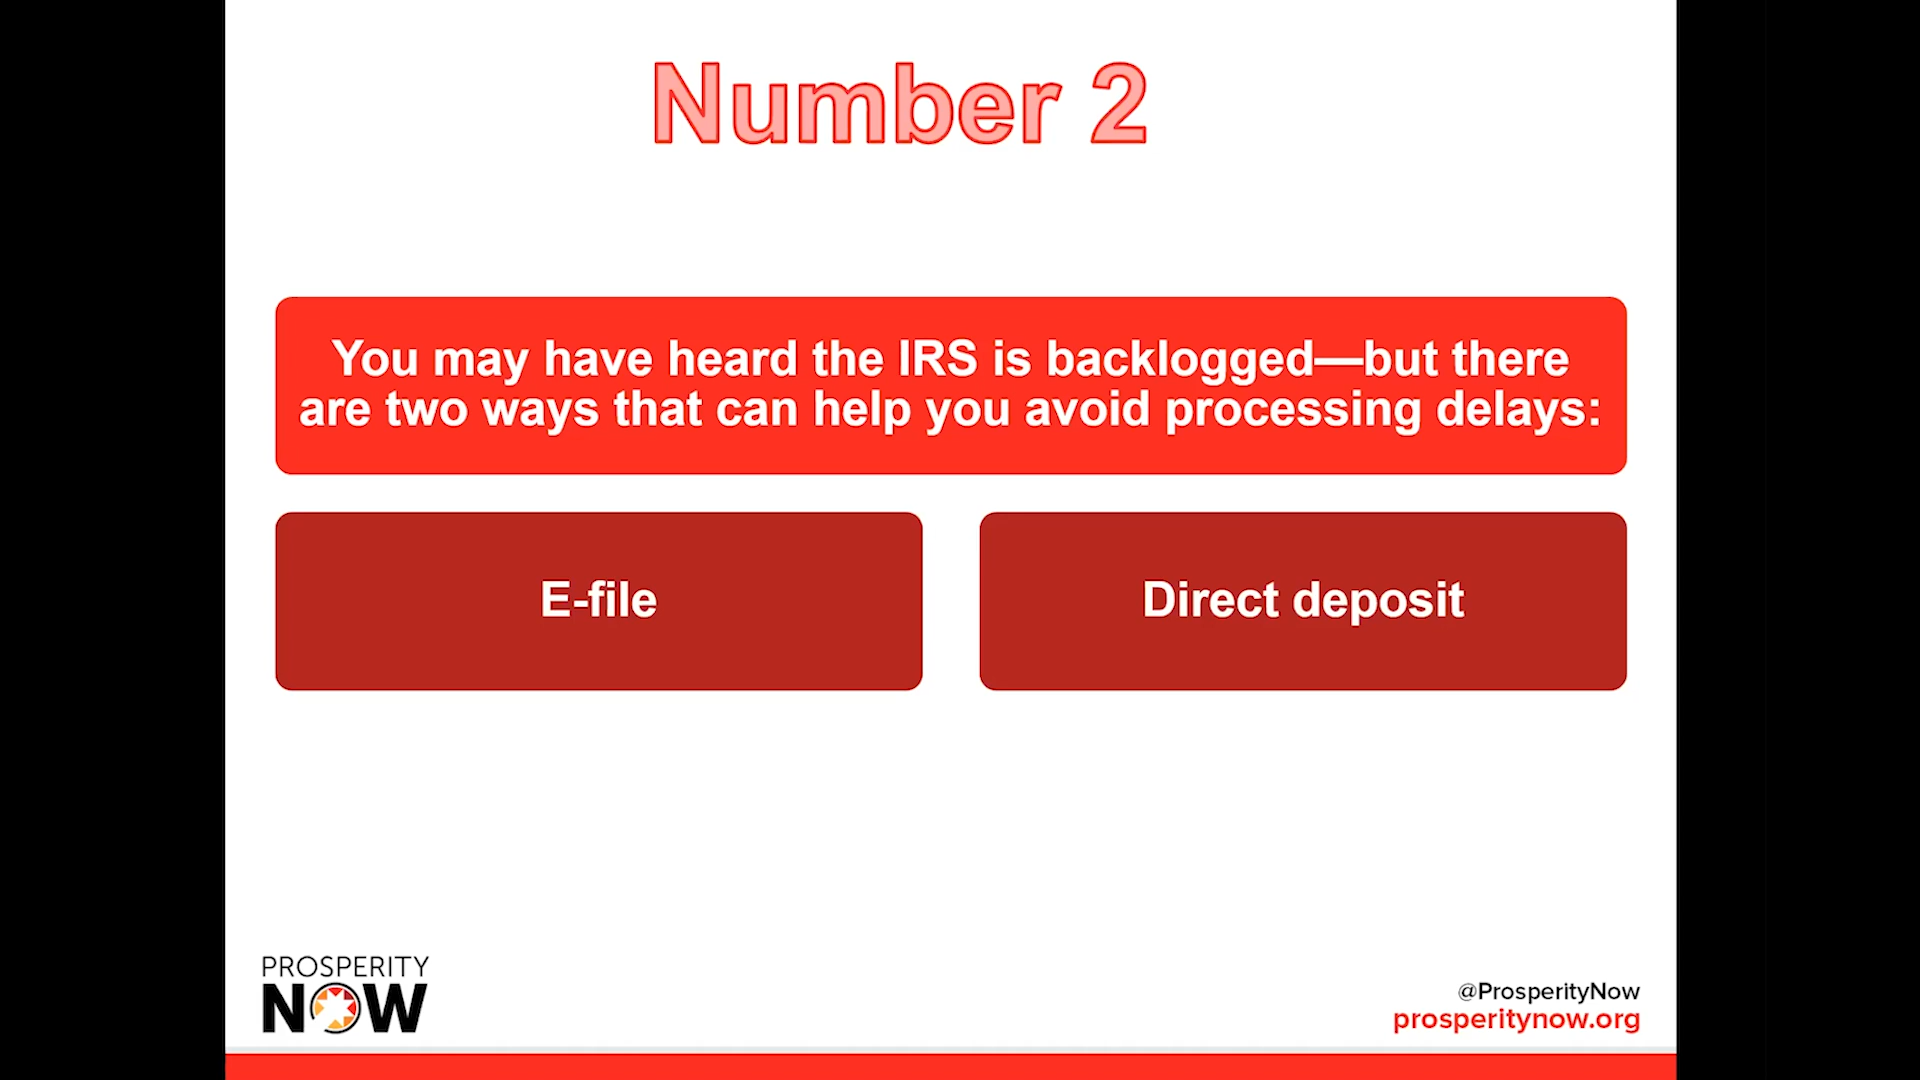 Number 2
You may have heard the IRS is backlogged—but there
are two ways that can help you avoid processing delays:
E-file
Direct deposit
PROSPERITY
NOW
@ProsperityNow
prosperitynow.org